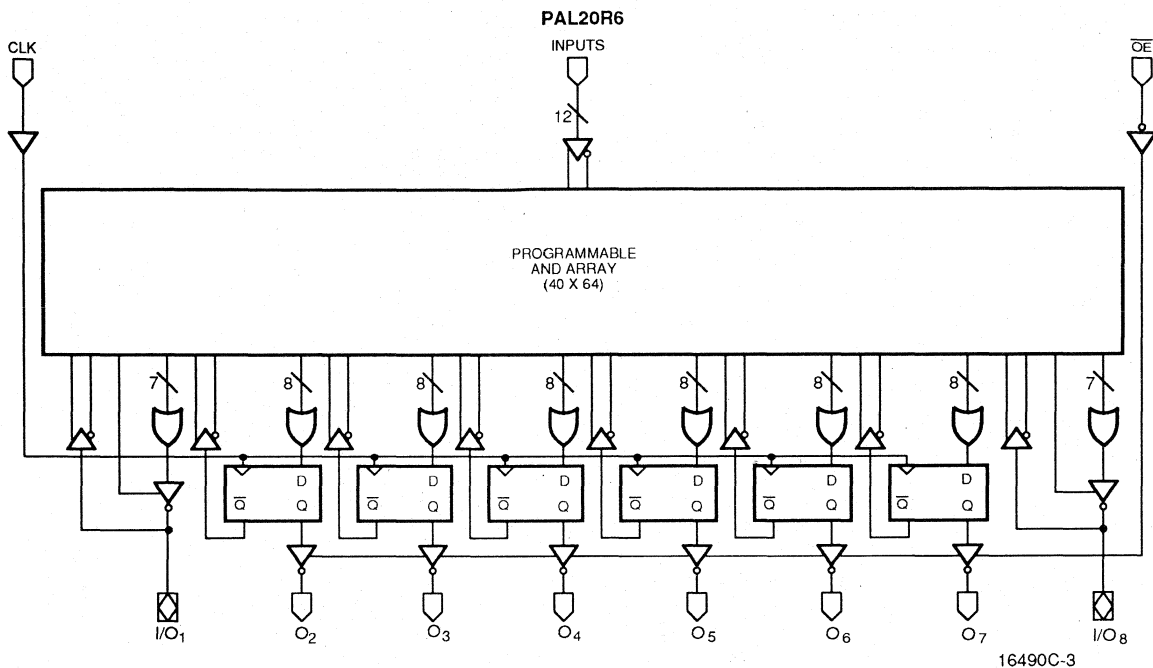 PAL20R6
CLK
INPUTS
O̅E̅
12
PROGRAMMABLE
AND ARRAY
(40 X 64)
7 8 8 8 8 8 8 7
D D D D D D
Q̅ Q Q̅ Q Q̅ Q Q̅ Q Q̅ Q Q̅ Q
I/O₁ O₂ O₃ O₄ O₅ O₆ O₇ I/O₈
16490C-3